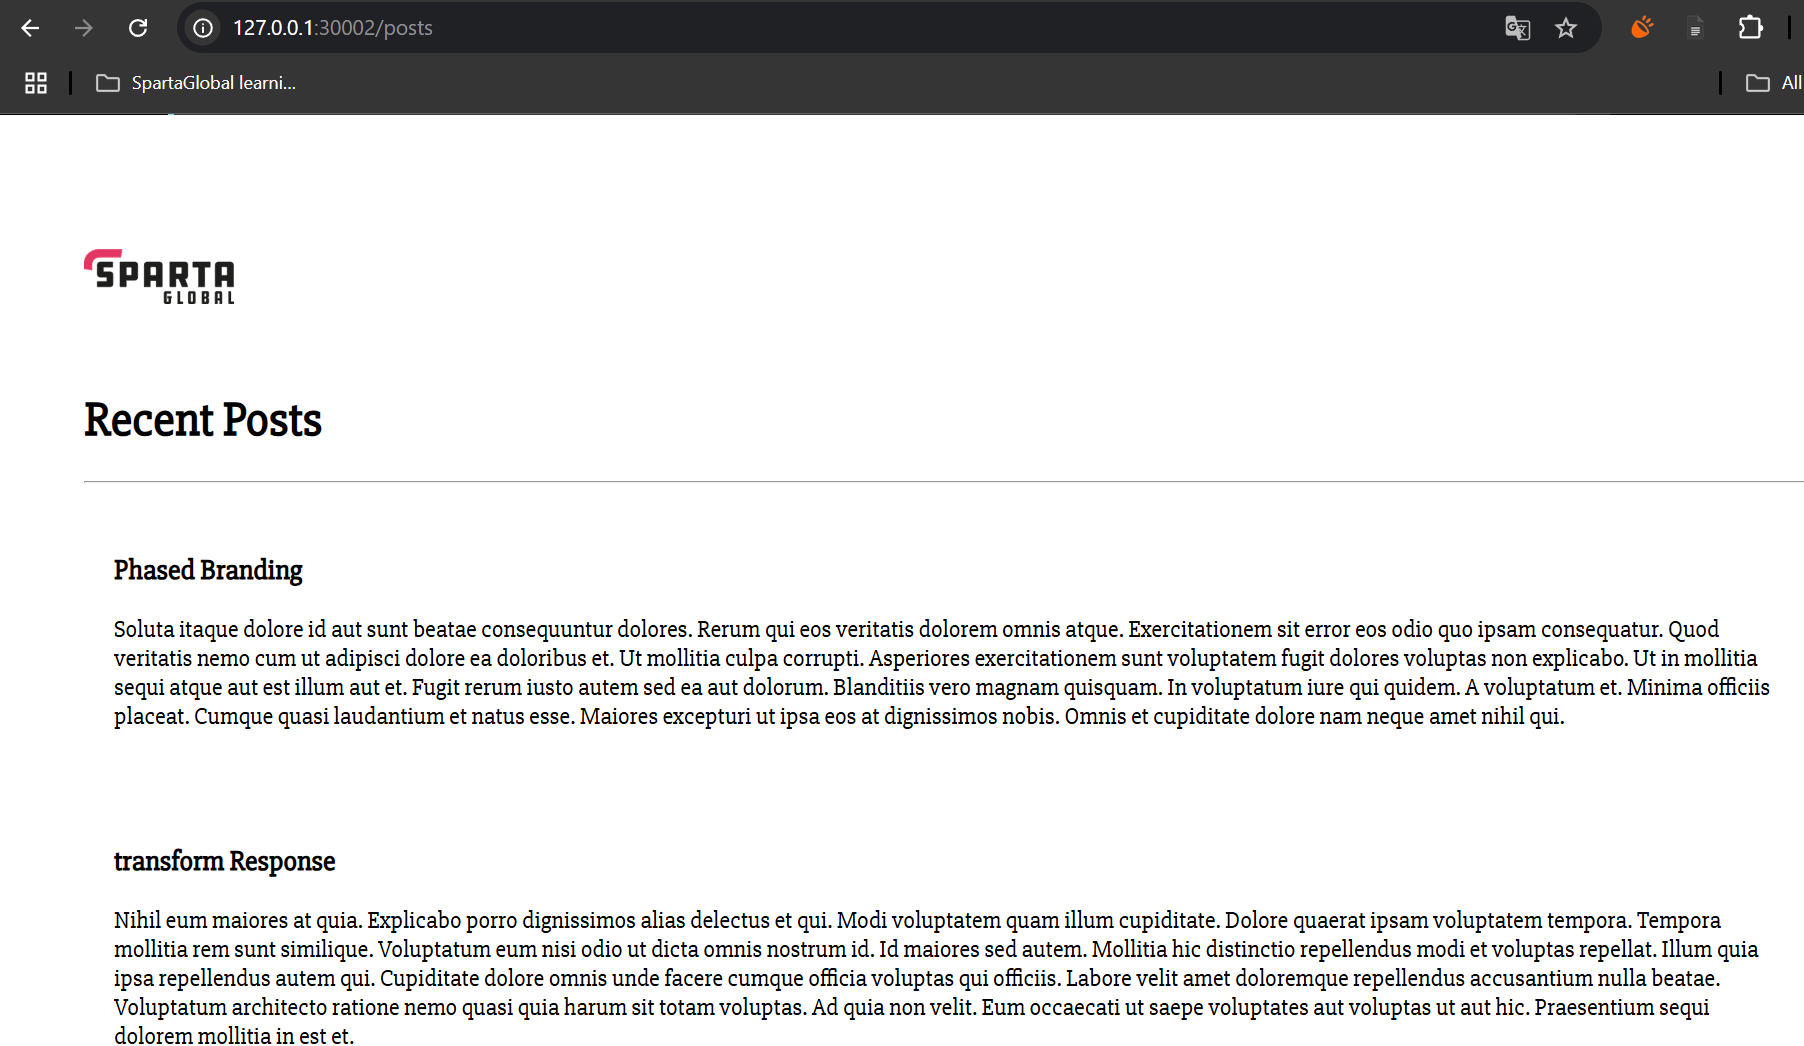 127.0.0.1:30002/posts
SpartaGlobal learni...
All
SPARTA
GLOBAL
Recent Posts
Phased Branding
Soluta itaque dolore id aut sunt beatae consequuntur dolores. Rerum qui eos veritatis dolorem omnis atque. Exercitationem sit error eos odio quo ipsam consequatur. Quod
veritatis nemo cum ut adipisci dolore ea doloribus et. Ut mollitia culpa corrupti. Asperiores exercitationem sunt voluptatem fugit dolores voluptas non explicabo. Ut in mollitia
sequi atque aut est illum aut et. Fugit rerum iusto autem sed ea aut dolorum. Blanditiis vero magnam quisquam. In voluptatum iure qui quidem. A voluptatum et. Minima officiis
placeat. Cumque quasi laudantium et natus esse. Maiores excepturi ut ipsa eos at dignissimos nobis. Omnis et cupiditate dolore nam neque amet nihil qui.
transform Response
Nihil eum maiores at quia. Explicabo porro dignissimos alias delectus et qui. Modi voluptatem quam illum cupiditate. Dolore quaerat ipsam voluptatem tempora. Tempora
mollitia rem sunt similique. Voluptatum eum nisi odio ut dicta omnis nostrum id. Id maiores sed autem. Mollitia hic distinctio repellendus modi et voluptas repellat. Illum quia
ipsa repellendus autem qui. Cupiditate dolore omnis unde facere cumque officia voluptas qui officiis. Labore velit amet doloremque repellendus accusantium nulla beatae.
Voluptatum architecto ratione nemo quasi quia harum sit totam voluptas. Ad quia non velit. Eum occaecati ut saepe voluptates aut voluptas ut aut hic. Praesentium sequi
dolorem mollitia in est et.